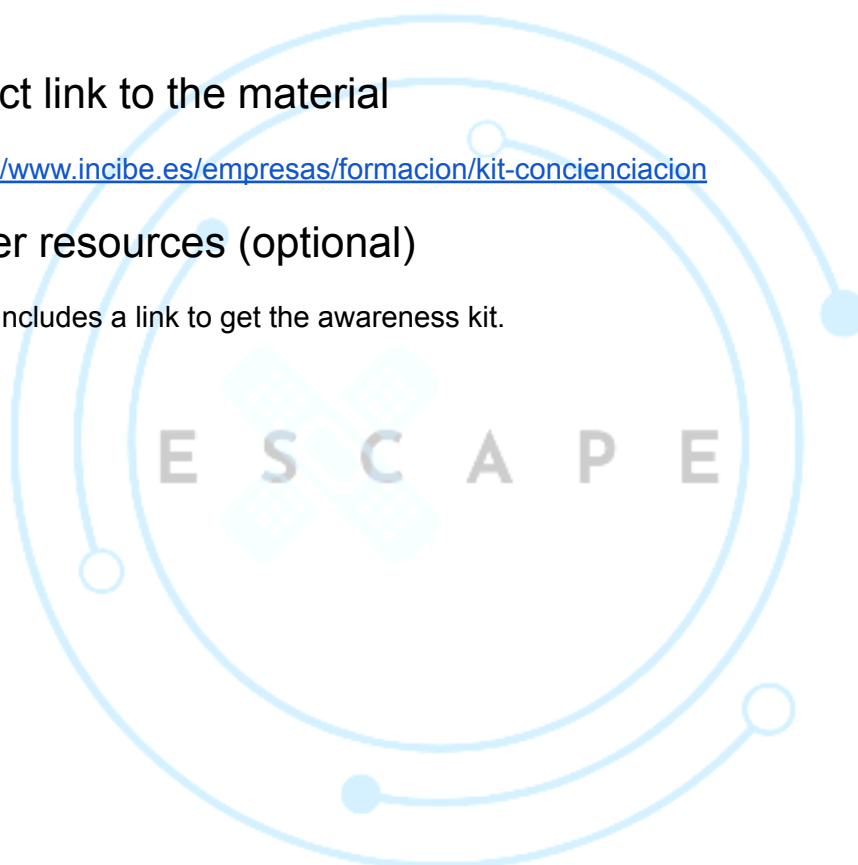 ct link to the material
/www.incibe.es/empresas/formacion/kit-concienciacion
er resources (optional)
ncludes a link to get the awareness kit.
E S C A P E